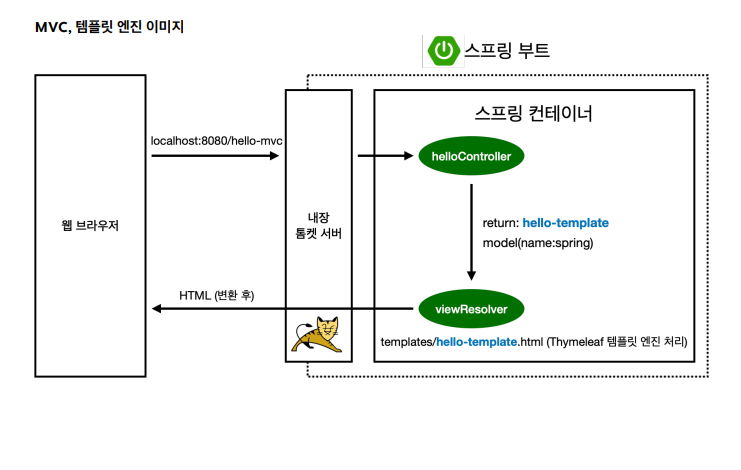 MVC, 템플릿 엔진 이미지
스프링 부트
스프링 컨테이너
localhost:8080/hello-mvc
helloController
웹 브라우저
내장
톰켓 서버
return: hello-template
model(name:spring)
HTML (변환 후)
viewResolver
templates/hello-template.html (Thymeleaf 템플릿 엔진 처리)